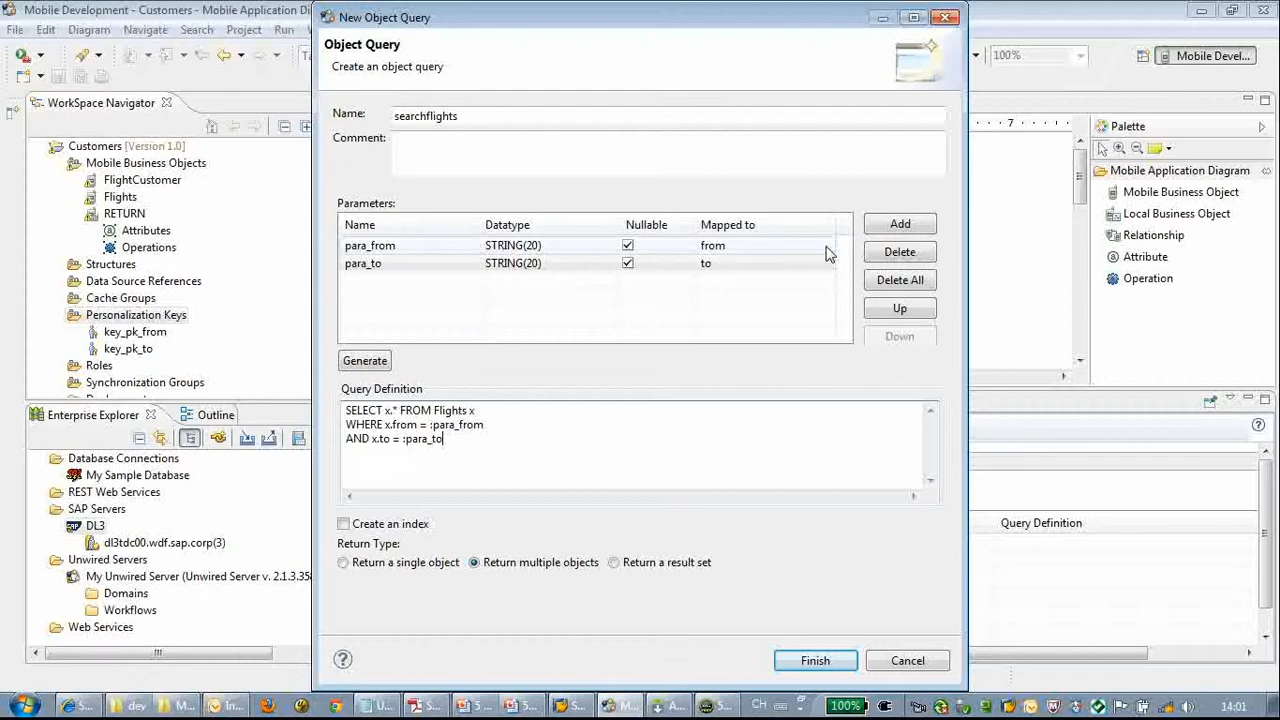 Mobile Development - Customers - Mobile Application D
New Object Query
File Edit Diagram Navigate Search Project Run
Object Query
Create an object query
100%
Mobile Devel...
WorkSpace Navigator
Name: searchflights
Comment:
7
Palette
Customers [Version 1.0]
Mobile Business Objects
FlightCustomer
Flights
RETURN
Attributes
Operations
Structures
Data Source References
Cache Groups
Personalization Keys
key_pk_from
key_pk_to
Roles
Synchronization Groups
Parameters:
Name Datatype Nullable Mapped to
para_from STRING(20) from
para_to STRING(20) to
Add
Delete
Delete All
Up
Down
Generate
Mobile Application Diagram
Mobile Business Object
Local Business Object
Relationship
Attribute
Operation
Query Definition
SELECT x.* FROM Flights x
WHERE x.from = :para_from
AND x.to = :para_to
Enterprise Explorer Outline
Database Connections
My Sample Database
REST Web Services
SAP Servers
DL3
dl3tdc00.wdf.sap.corp(3)
Unwired Servers
My Unwired Server (Unwired Server v. 2.1.3.35
Domains
Workflows
Web Services
Create an index
Return Type:
Return a single object Return multiple objects Return a result set
Query Definition
Finish Cancel
S... dev M... In... U... 5 ... 5 ... S... M... A... S... CH 100% 14:01